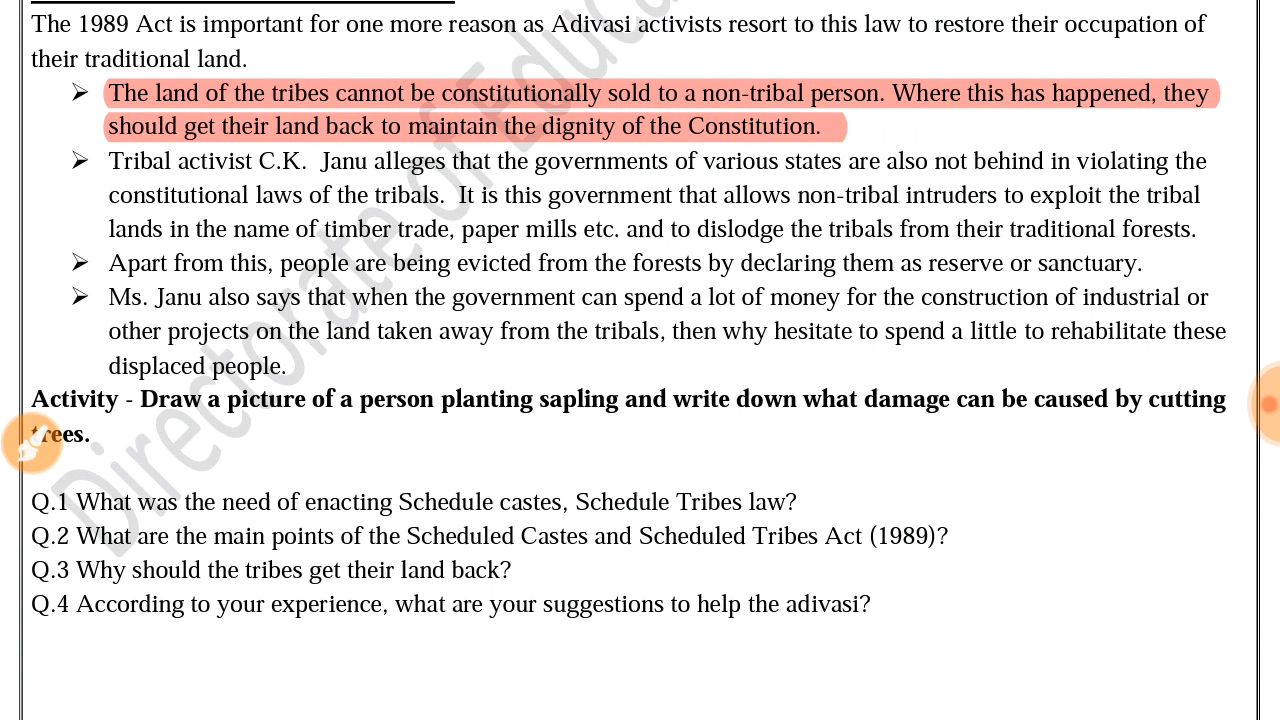 The 1989 Act is important for one more reason as Adivasi activists resort to this law to restore their occupation of
their traditional land.
➢ The land of the tribes cannot be constitutionally sold to a non-tribal person. Where this has happened, they
should get their land back to maintain the dignity of the Constitution.
➢ Tribal activist C.K.  Janu alleges that the governments of various states are also not behind in violating the
constitutional laws of the tribals.  It is this government that allows non-tribal intruders to exploit the tribal
lands in the name of timber trade, paper mills etc. and to dislodge the tribals from their traditional forests.
➢ Apart from this, people are being evicted from the forests by declaring them as reserve or sanctuary.
➢ Ms. Janu also says that when the government can spend a lot of money for the construction of industrial or
other projects on the land taken away from the tribals, then why hesitate to spend a little to rehabilitate these
displaced people.
Activity - Draw a picture of a person planting sapling and write down what damage can be caused by cutting
trees.
Q.1 What was the need of enacting Schedule castes, Schedule Tribes law?
Q.2 What are the main points of the Scheduled Castes and Scheduled Tribes Act (1989)?
Q.3 Why should the tribes get their land back?
Q.4 According to your experience, what are your suggestions to help the adivasi?
Directorate of